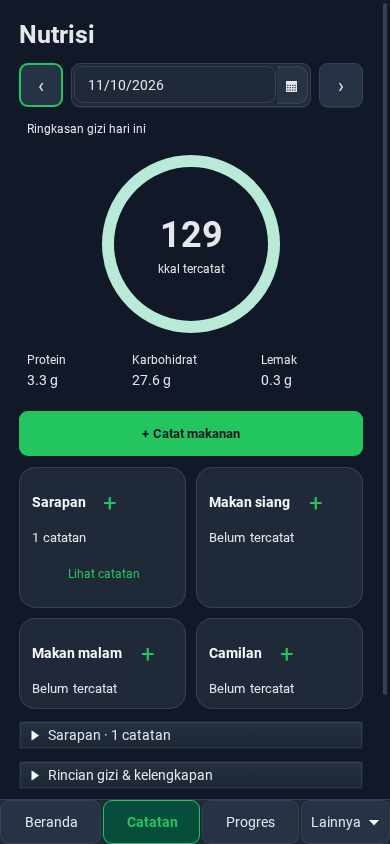 Nutrisi
‹ 11/10/2026 ›
Ringkasan gizi hari ini
129
kkal tercatat
Protein Karbohidrat Lemak
3.3 g 27.6 g 0.3 g
+ Catat makanan
Sarapan +
1 catatan
Lihat catatan
Makan siang +
Belum tercatat
Makan malam +
Belum tercatat
Camilan +
Belum tercatat
▶ Sarapan · 1 catatan
▶ Rincian gizi & kelengkapan
Beranda Catatan Progres Lainnya